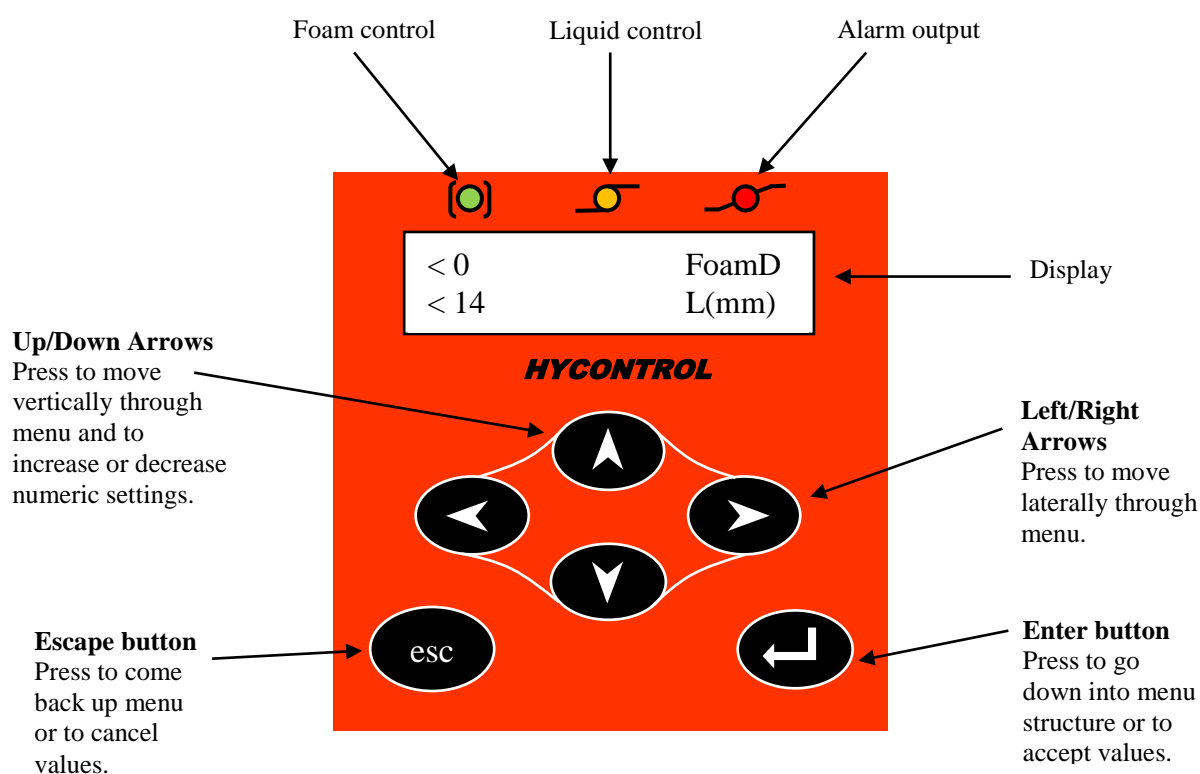 Foam control
Liquid control
Alarm output
< 0 FoamD
< 14 L(mm)
Display
HYCONTROL
Up/Down Arrows
Press to move
vertically through
menu and to
increase or decrease
numeric settings.
Left/Right
Arrows
Press to move
laterally through
menu.
Escape button
Press to come
back up menu
or to cancel
values.
esc
Enter button
Press to go
down into menu
structure or to
accept values.